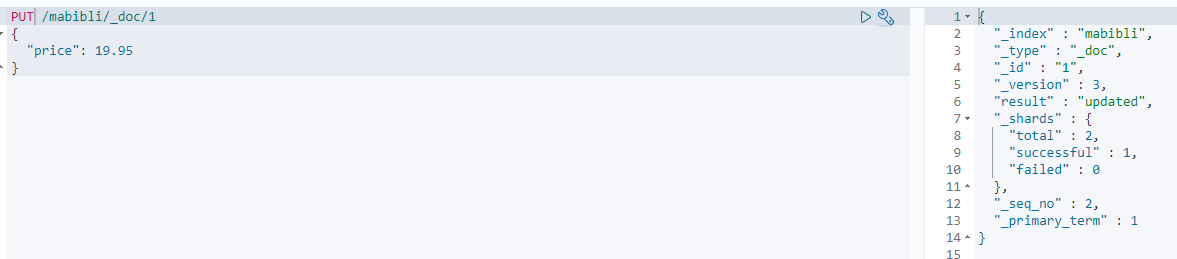 PUT /mabibli/_doc/1
{
  "price": 19.95
}
1 {
2   "_index" : "mabibli",
3   "_type" : "_doc",
4   "_id" : "1",
5   "_version" : 3,
6   "result" : "updated",
7   "_shards" : {
8     "total" : 2,
9     "successful" : 1,
10     "failed" : 0
11   },
12   "_seq_no" : 2,
13   "_primary_term" : 1
14 }
15